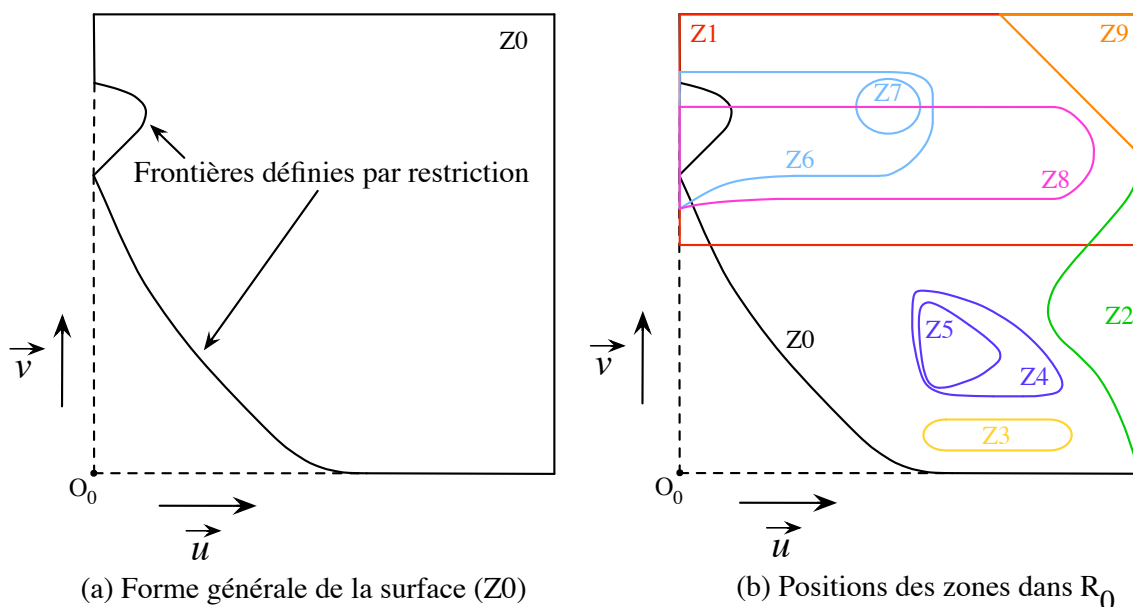 Z0
Frontières définies par restriction
v
O0
u
(a) Forme générale de la surface (Z0)
Z1
Z9
Z7
Z6
Z8
Z2
Z0
Z5
Z4
Z3
v
O0
u
(b) Positions des zones dans R0